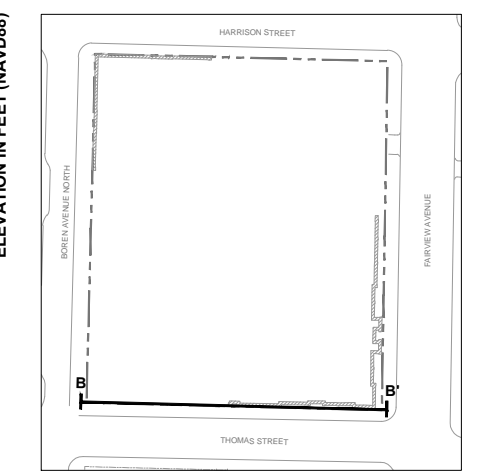 HARRISON STREET
ELEVATION IN FEET (NAVD88)
BOREN AVENUE NORTH
FAIRVIEW AVENUE
B
B'
THOMAS STREET